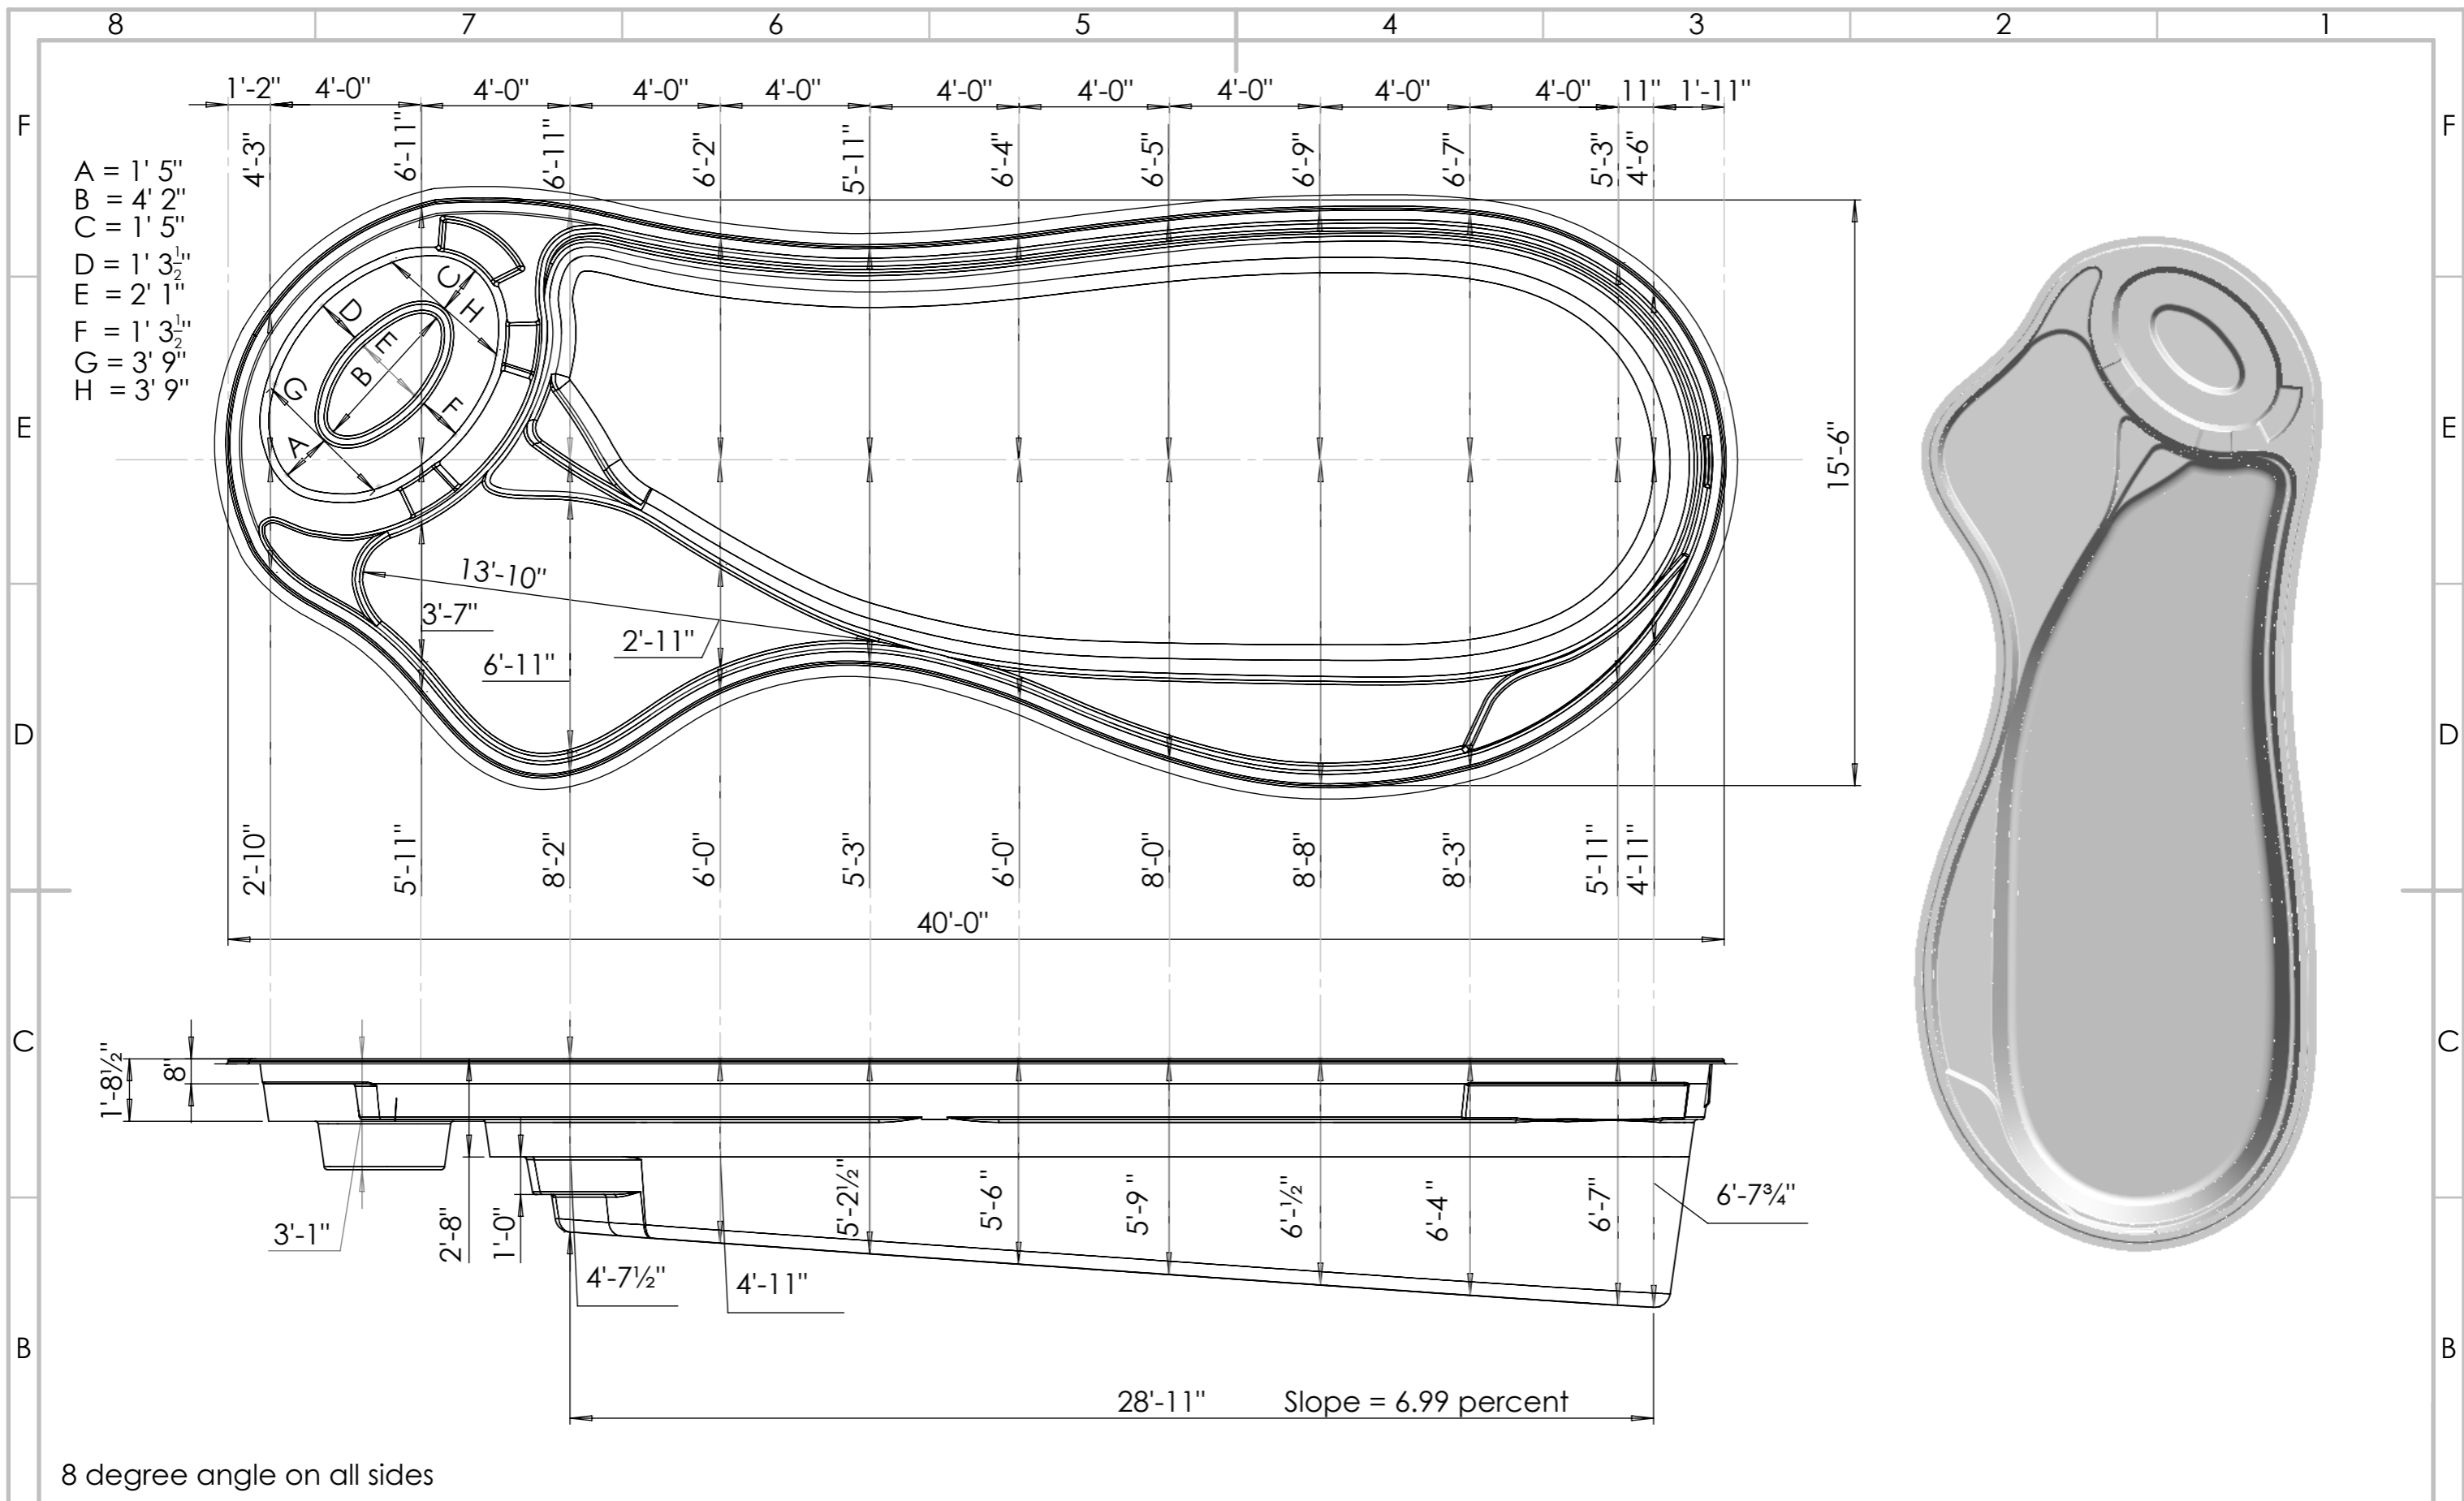 8 7 6 5 4 3 2 1
1'-2" 4'-0" 4'-0" 4'-0" 4'-0" 4'-0" 4'-0" 4'-0" 4'-0" 4'-0" 11" 1'-11"
F F
4'-3" 6'-11" 6'-11" 6'-2" 5'-11" 6'-4" 6'-5" 6'-9" 6'-7" 5'-3" 4'-6"
A = 1' 5"
B = 4' 2"
C = 1' 5"
D = 1' 3½"
E = 2' 1"
F = 1' 3½"
G = 3' 9"
H = 3' 9"
C
D H
E
B
G
F
A
E E
15'-6"
13'-10"
3'-7"
2'-11"
6'-11"
D D
2'-10" 5'-11" 8'-2" 6'-0" 5'-3" 6'-0" 8'-0" 8'-8" 8'-3" 5'-11" 4'-11"
40'-0"
C C
1'-8½" 8"
3'-1" 2'-8" 1'-0" 5'-2½" 5'-6" 5'-9" 6'-½" 6'-4" 6'-7" 6'-7¾"
4'-7½" 4'-11"
B B
28'-11" Slope = 6.99 percent
8 degree angle on all sides